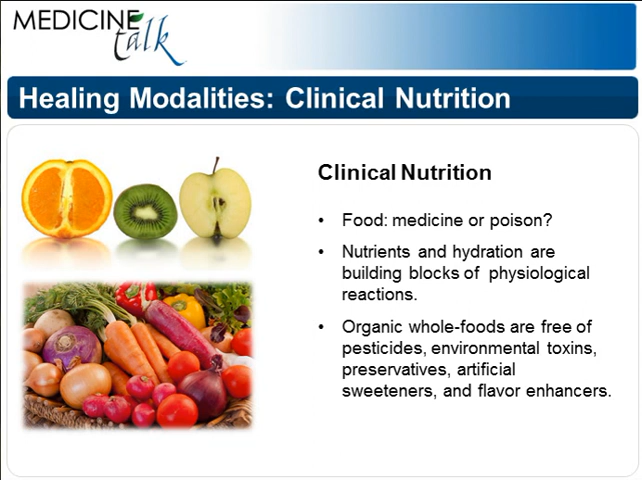 MEDICINE
talk
Healing Modalities: Clinical Nutrition
Clinical Nutrition
• Food: medicine or poison?
• Nutrients and hydration are
building blocks of physiological
reactions.
• Organic whole-foods are free of
pesticides, environmental toxins,
preservatives, artificial
sweeteners, and flavor enhancers.